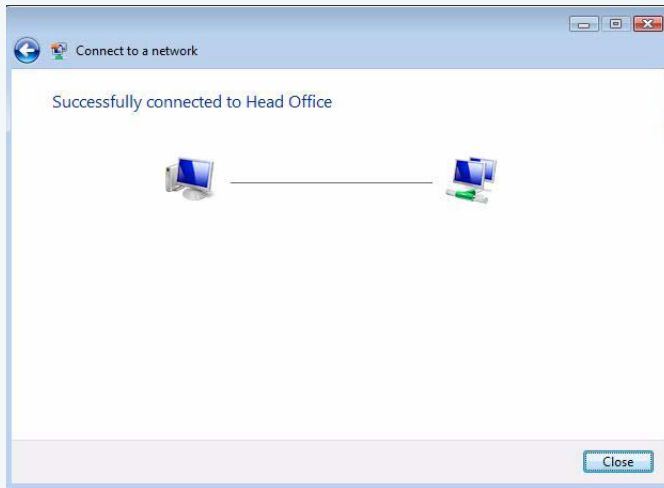 Connect to a network
Successfully connected to Head Office
Close